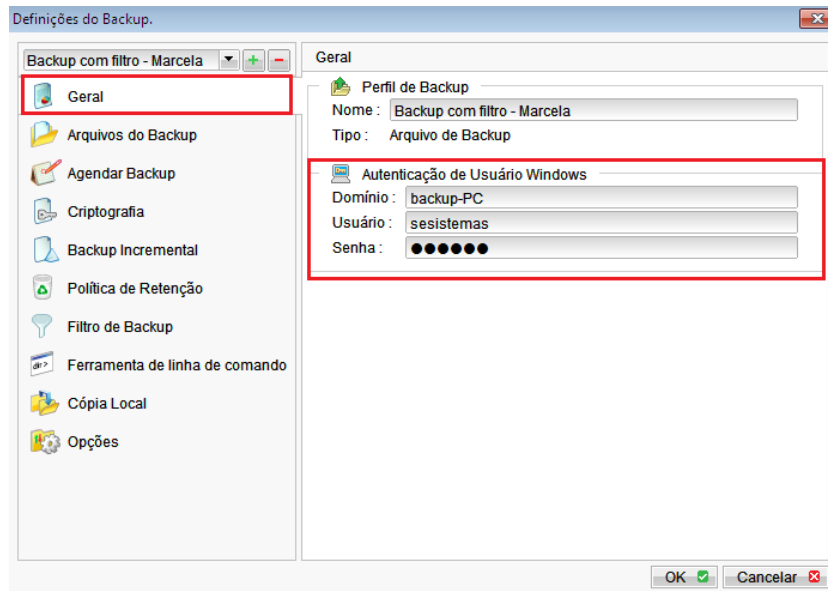 Definições do Backup.
Backup com filtro - Marcela
Geral
Arquivos do Backup
Agendar Backup
Criptografia
Backup Incremental
Política de Retenção
Filtro de Backup
dir>
Ferramenta de linha de comando
Cópia Local
Opções
Geral
Perfil de Backup
Nome : Backup com filtro - Marcela
Tipo : Arquivo de Backup
Autenticação de Usuário Windows
Domínio : backup-PC
Usuário : sesistemas
Senha : ●●●●●●
OK
Cancelar